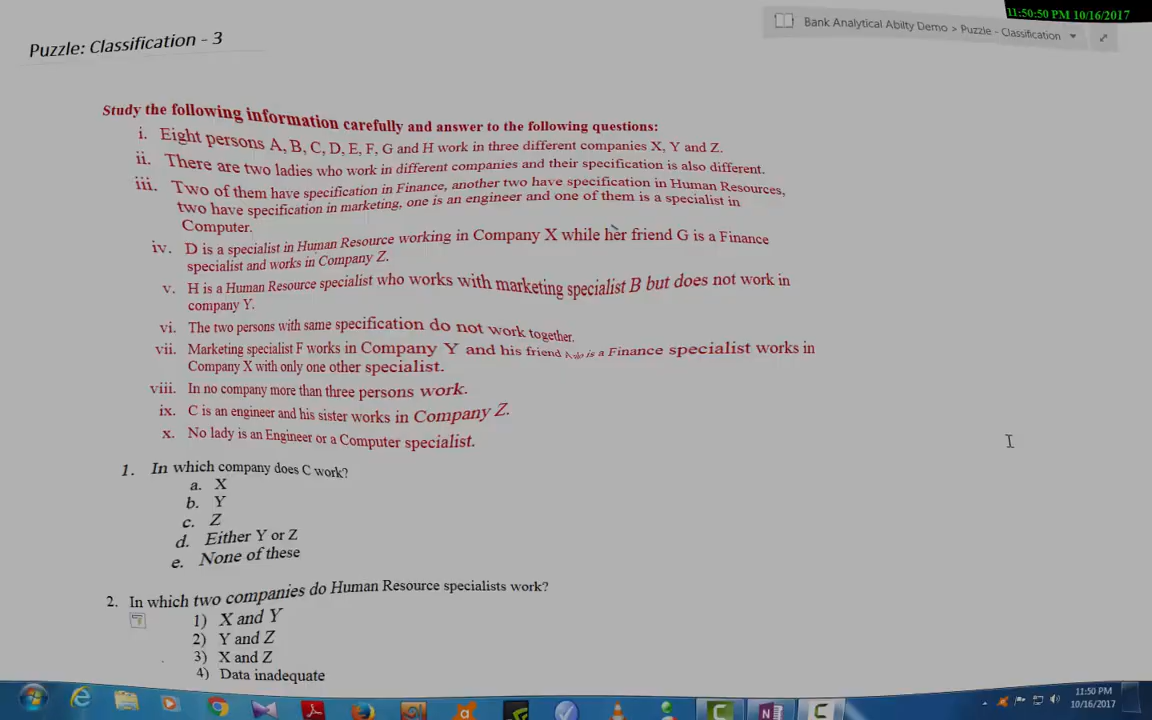 11:50:50 PM 10/16/2017
Bank Analytical Abilty Demo > Puzzle - Classification
Puzzle: Classification - 3
Study the following information carefully and answer to the following questions:
i. Eight persons A, B, C, D, E, F, G and H work in three different companies X, Y and Z.
ii. There are two ladies who work in different companies and their specification is also different.
iii. Two of them have specification in Finance, another two have specification in Human Resources,
two have specification in marketing, one is an engineer and one of them is a specialist in
Computer.
iv. D is a specialist in Human Resource working in Company X while her friend G is a Finance
specialist and works in Company Z.
v. H is a Human Resource specialist who works with marketing specialist B but does not work in
company Y.
vi. The two persons with same specification do not work together.
vii. Marketing specialist F works in Company Y and his friend is a Finance specialist works in
Company X with only one other specialist.
viii. In no company more than three persons work.
ix. C is an engineer and his sister works in Company Z.
x. No lady is an Engineer or a Computer specialist.
1. In which company does C work?
a. X
b. Y
c. Z
d. Either Y or Z
e. None of these
2. In which two companies do Human Resource specialists work?
1) X and Y
2) Y and Z
3) X and Z
4) Data inadequate
11:50 PM
10/16/2017